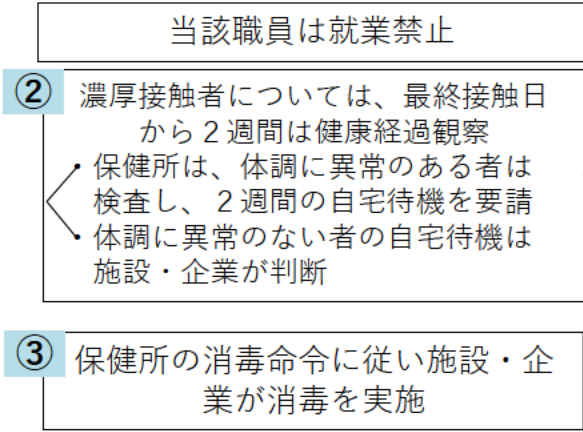 当該職員は就業禁止
②
濃厚接触者については、最終接触日
から２週間は健康経過観察
・保健所は、体調に異常のある者は
検査し、２週間の自宅待機を要請
・体調に異常のない者の自宅待機は
施設・企業が判断
③
保健所の消毒命令に従い施設・企
業が消毒を実施